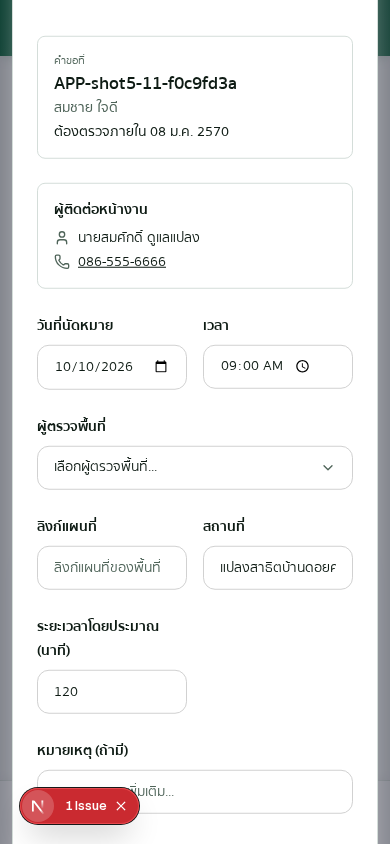 คำขอที่
APP-shot5-11-f0c9fd3a
สมชาย ใจดี
ต้องตรวจภายใน 08 ม.ค. 2570
ผู้ติดต่อหน้างาน
นายสมศักดิ์ ดูแลแปลง
086-555-6666
วันที่นัดหมาย เวลา
10/10/2026 09:00 AM
ผู้ตรวจพื้นที่
เลือกผู้ตรวจพื้นที่...
ลิงก์แผนที่ สถานที่
ลิงก์แผนที่ของพื้นที่ แปลงสาธิตบ้านดอย
ระยะเวลาโดยประมาณ
(นาที)
120
หมายเหตุ (ถ้ามี)
เติม...
N 1 Issue